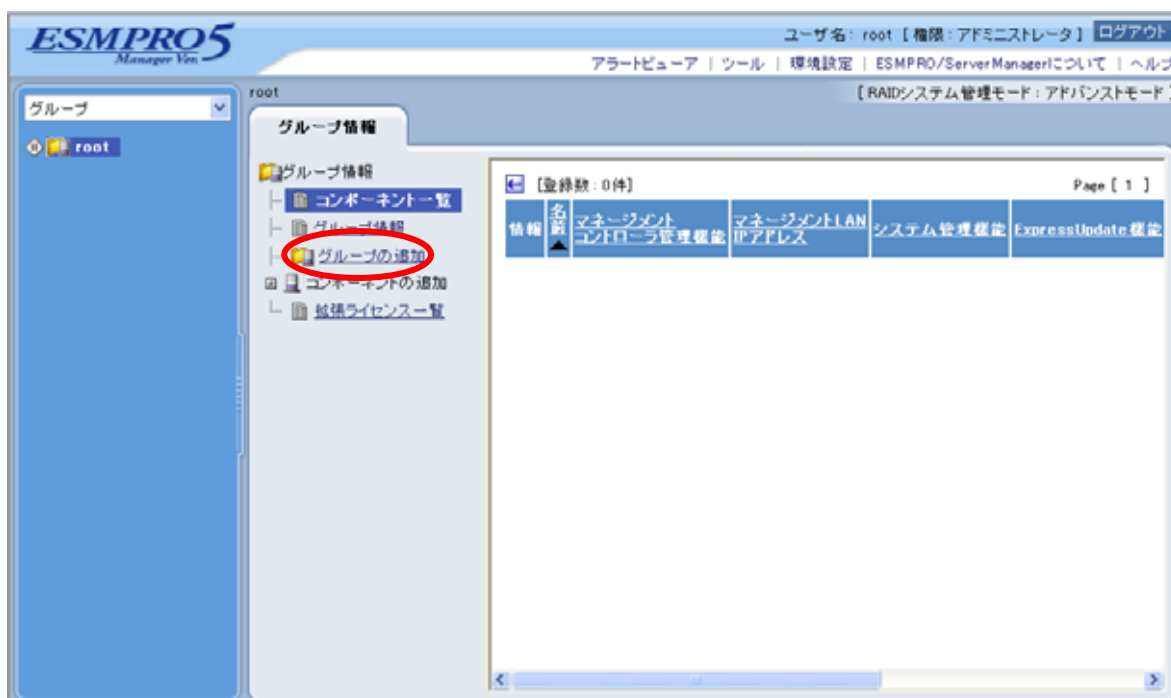 ESMPRO5
Manager Ver.
ユーザ名: root [ 権限:アドミニストレータ ] ログアウト
アラートビューア | ツール | 環境設定 | ESMPRO/ServerManagerについて | ヘルプ
グループ
root
root
[ RAIDシステム管理モード:アドバンストモード ]
グループ情報
グループ情報
コンポーネント一覧
グループ情報
グループの追加
コンポーネントの追加
拡張ライセンス一覧
[登録数:0件]
Page [ 1 ]
情報
名前▲
マネージメント
コントローラ管理機能
マネージメントLAN
IPアドレス
システム管理機能
ExpressUpdate機能